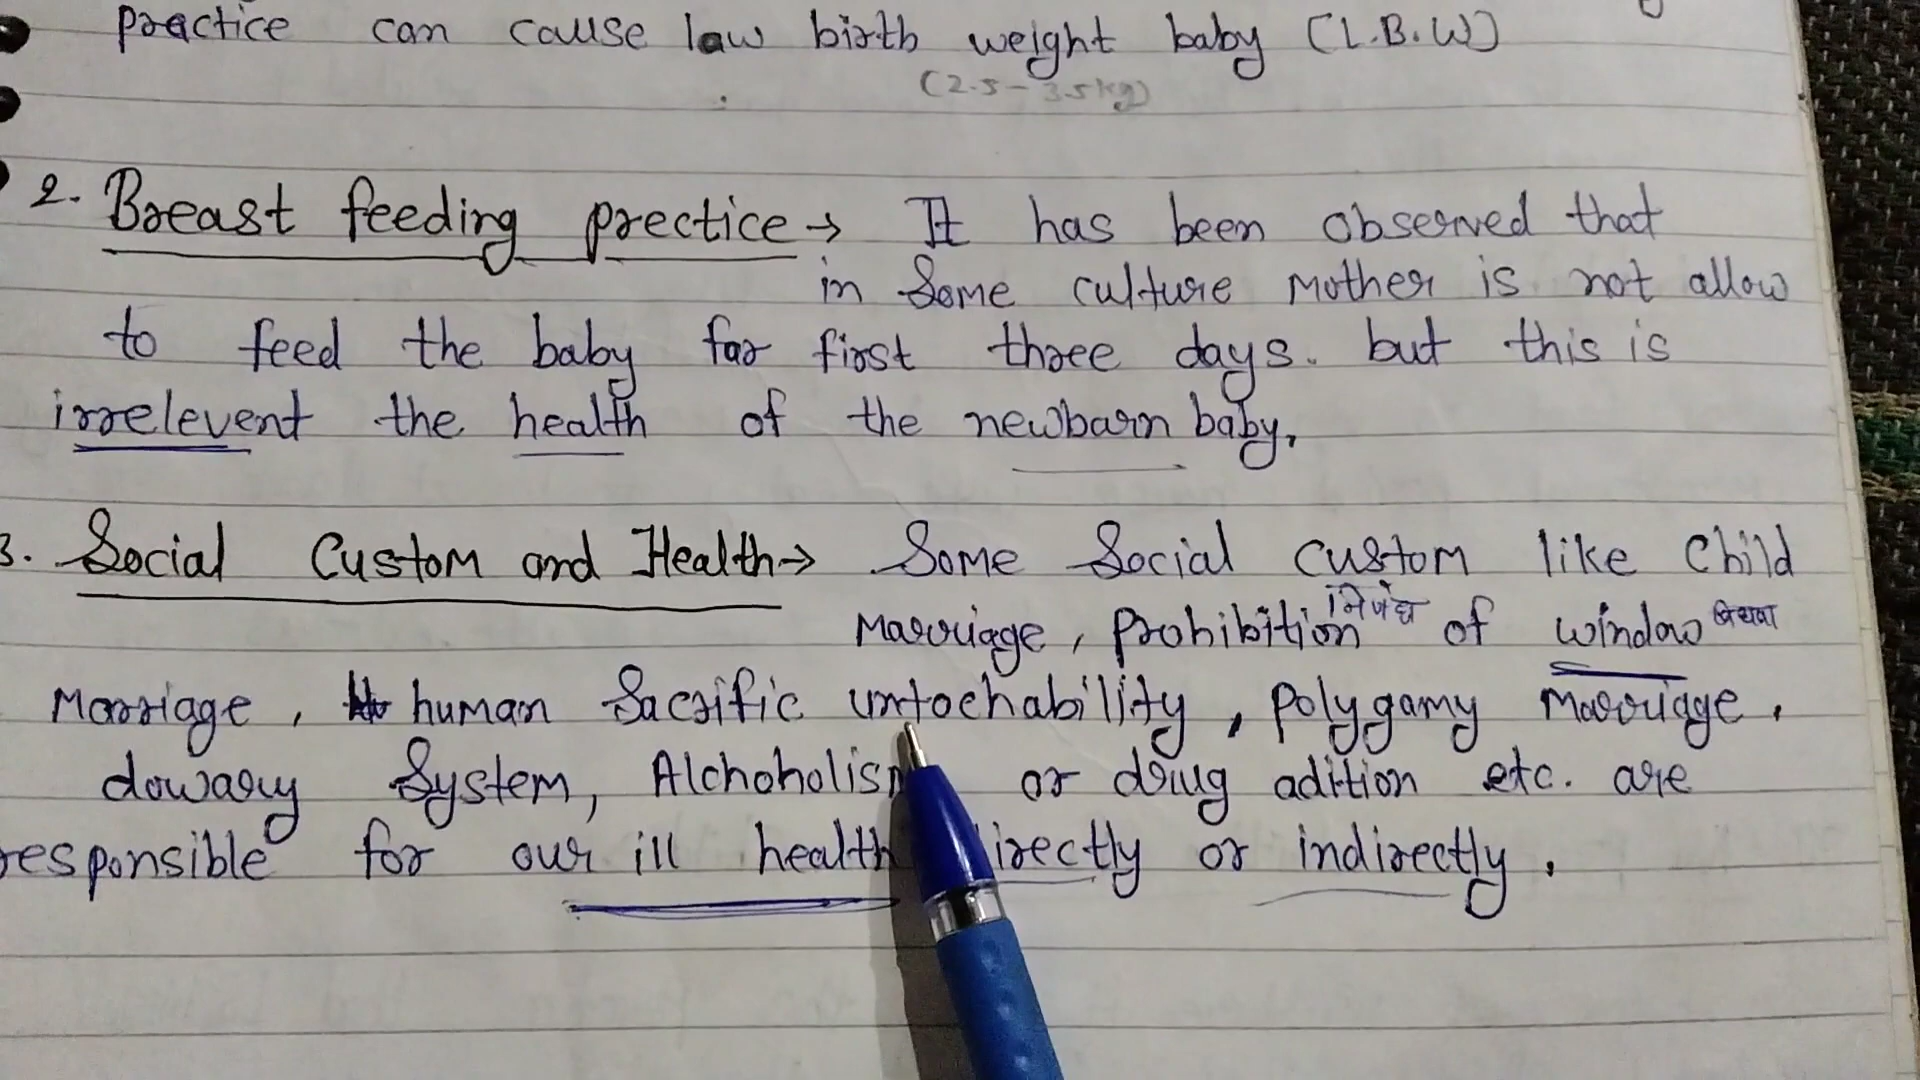 practice can cause law birth weight baby (L.B.W)
(2.5-3.5kg)
2. Breast feeding prectice → It has been observed that
in Some culture Mother is not allow
to feed the baby far first three days. but this is
irrelevent the health of the newbarn baby.
3. Social Custom and Health → Some Social Custom like Child
Marriage, Prohibition of window विधवा
Marriage, human Sacrific untochability, Polygamy Marriage.
dowary System, Alchoholism or drug adition etc. are
responsible for our ill health directly or indirectly.